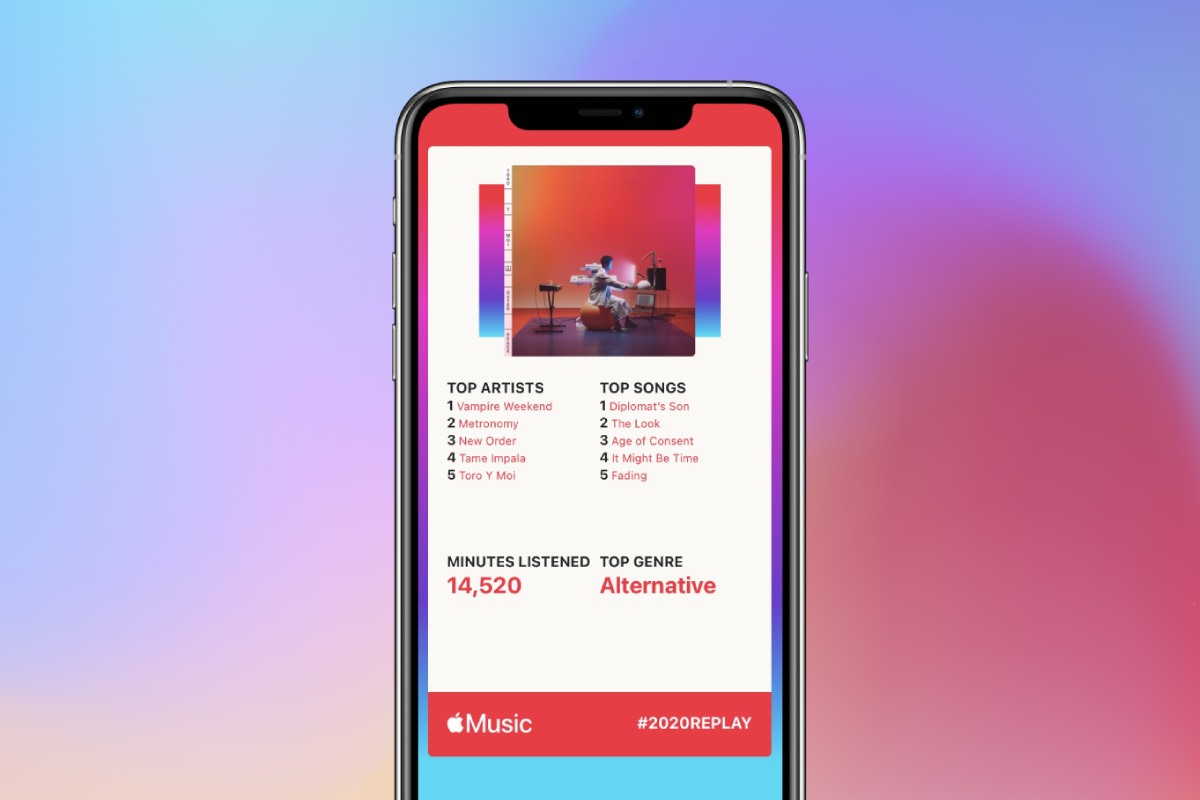 TOP ARTISTS
1 Vampire Weekend
2 Metronomy
3 New Order
4 Tame Impala
5 Toro Y Moi
TOP SONGS
1 Diplomat's Son
2 The Look
3 Age of Consent
4 It Might Be Time
5 Fading
MINUTES LISTENED
14,520
TOP GENRE
Alternative
Music
#2020REPLAY